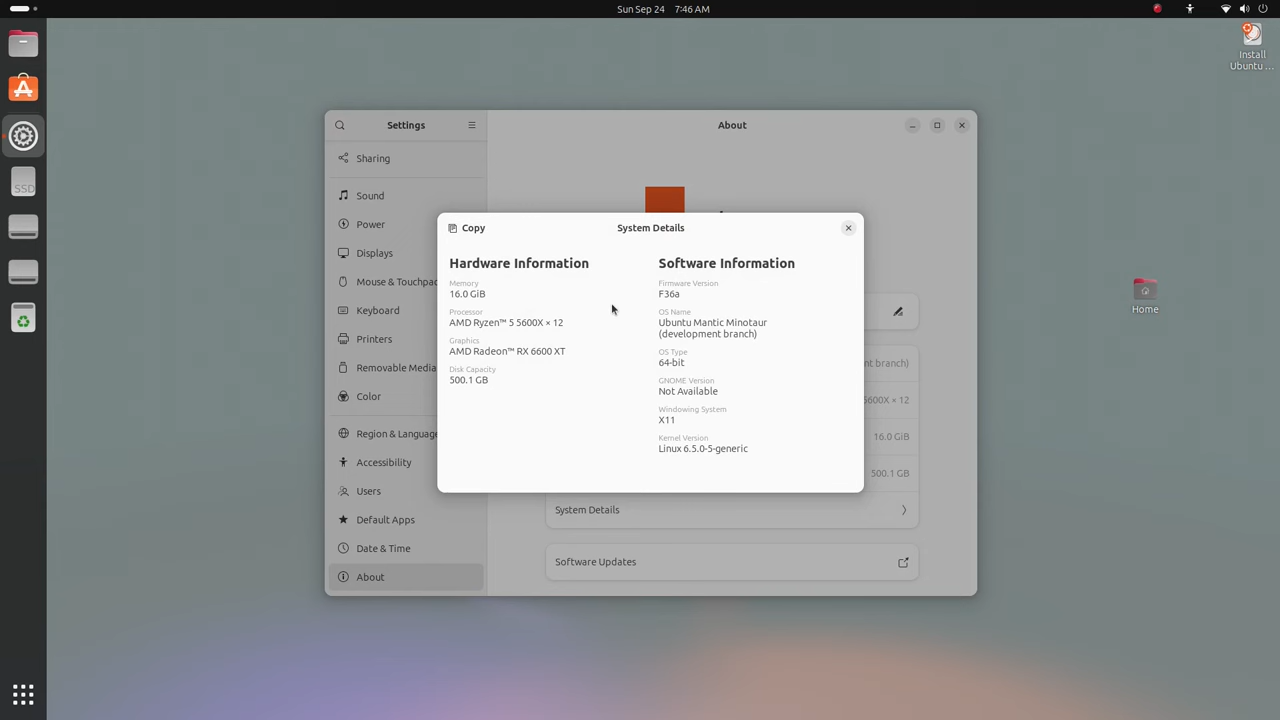 Sun Sep 24 7:46 AM
Install
Ubuntu ...
Settings
About
Sharing
Sound
Power
Displays
Mouse & Touchpad
Keyboard
Printers
Removable Media
Color
Region & Language
Accessibility
Users
Default Apps
Date & Time
About
SSD
Copy
System Details
Hardware Information
Memory
16.0 GiB
Processor
AMD Ryzen™ 5 5600X × 12
Graphics
AMD Radeon™ RX 6600 XT
Disk Capacity
500.1 GB
Software Information
Firmware Version
F36a
OS Name
Ubuntu Mantic Minotaur
(development branch)
OS Type
64-bit
GNOME Version
Not Available
Windowing System
X11
Kernel Version
Linux 6.5.0-5-generic
nt branch)
5600X × 12
16.0 GiB
500.1 GB
System Details
Software Updates
Home